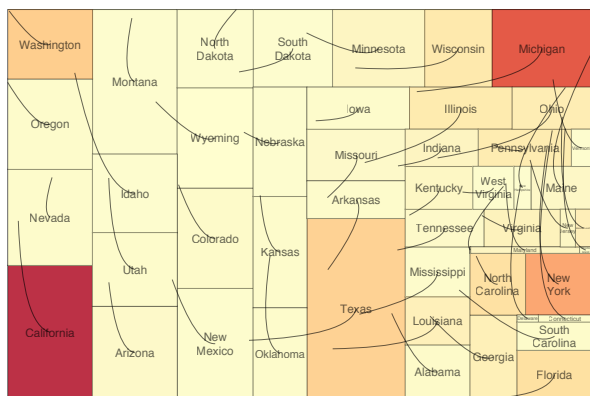 Washington
North
Dakota
South
Dakota
Minnesota
Wisconsin
Michigan
Montana
Oregon
Iowa
Illinois
Ohio
Wyoming
Nebraska
Missouri
Indiana
Pennsylvania
Idaho
Arkansas
Kentucky
West
Virginia
Maine
Nevada
Colorado
Kansas
Tennessee
Virginia
Maryland
Utah
Mississippi
North
Carolina
New
York
California
Texas
Louisiana
Connecticut
South
Carolina
Arizona
New
Mexico
Oklahoma
Georgia
Alabama
Florida